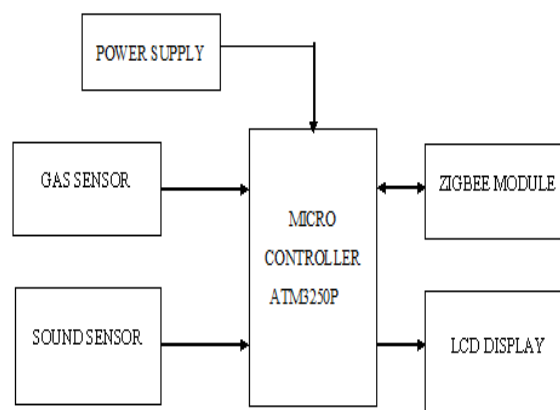 POWER SUPPLY
GAS SENSOR
MICRO
CONTROLLER
ATM3250P
ZIGBEE MODULE
SOUND SENSOR
LCD DISPLAY